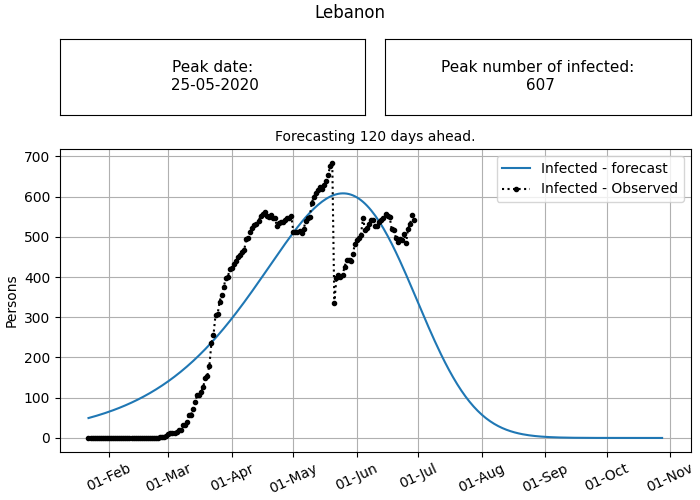 Lebanon
Peak date:
25-05-2020
Peak number of infected:
607
Forecasting 120 days ahead.
Infected - forecast
Infected - Observed
Persons
700
600
500
400
300
200
100
0
01-Feb
01-Mar
01-Apr
01-May
01-Jun
01-Jul
01-Aug
01-Sep
01-Oct
01-Nov